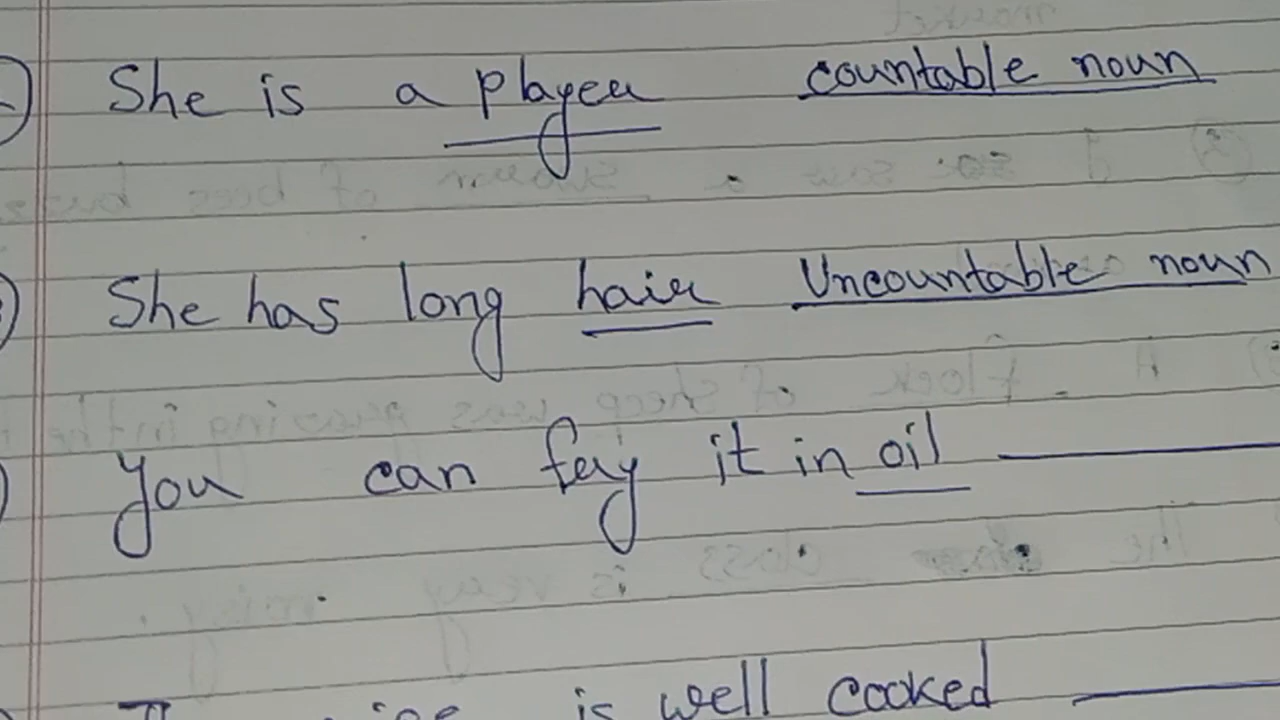 She is a player countable noun
She has long hair Uncountable noun
You can fry it in oil
is well cooked